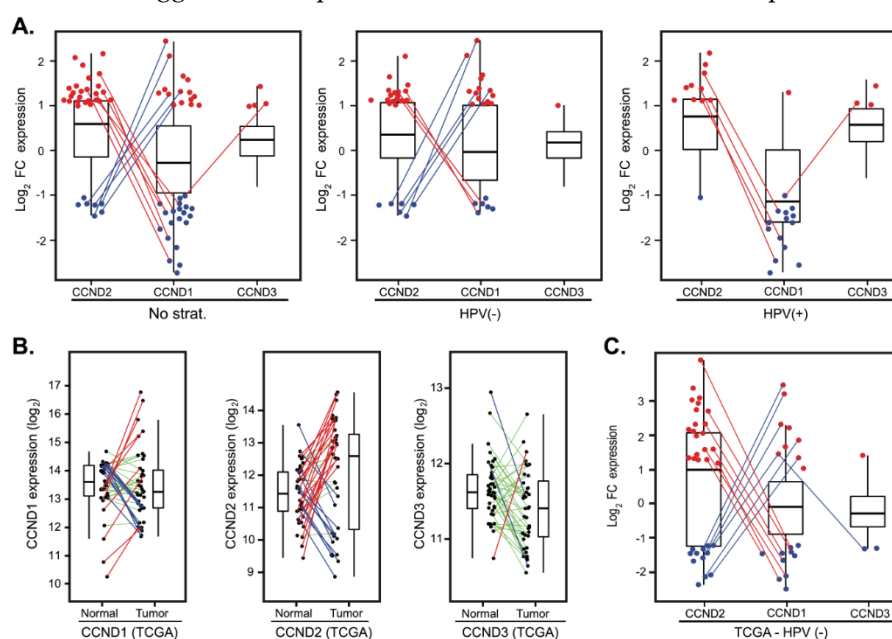 A.
Log2 FC expression
2
1
0
-1
-2
CCND2 CCND1 CCND3
No strat.
Log2 FC expression
2
1
0
-1
-2
CCND2 CCND1 CCND3
HPV(-)
Log2 FC expression
2
1
0
-1
-2
CCND2 CCND1 CCND3
HPV(+)
B.
CCND1 expression (log2)
17
16
15
14
13
12
11
10
Normal Tumor
CCND1 (TCGA)
CCND2 expression (log2)
14
13
12
11
10
9
Normal Tumor
CCND2 (TCGA)
CCND3 expression (log2)
13
12
11
Normal Tumor
CCND3 (TCGA)
C.
Log2 FC expression
3
2
1
0
-1
-2
CCND2 CCND1 CCND3
TCGA - HPV (-)